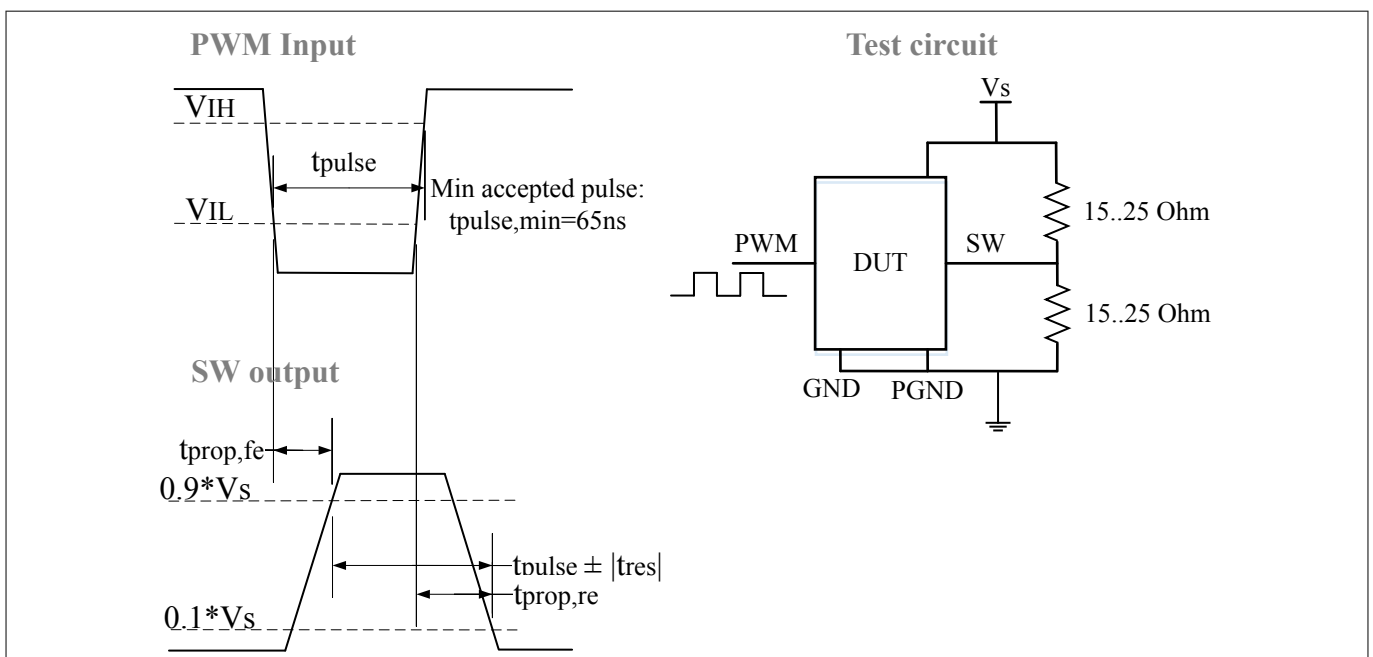 PWM Input
VIH
tpulse
Min accepted pulse:
tpulse,min=65ns
VIL
SW output
tprop,fe
0.9*Vs
tpulse ± |tres|
tprop,re
0.1*Vs
Test circuit
Vs
15..25 Ohm
PWM
DUT
SW
15..25 Ohm
GND
PGND